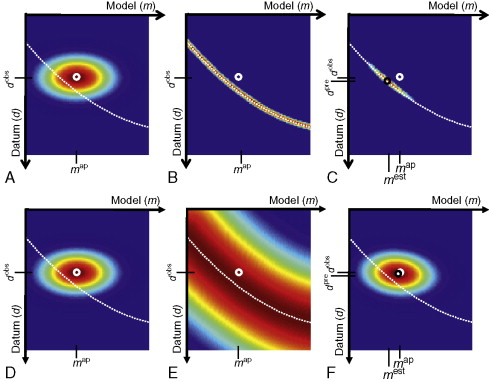 Model (m)
Model (m)
Model (m)
d^obs
d^obs
d^obs
d^pre
Datum (d)
Datum (d)
Datum (d)
A
m^ap
B
m^ap
C
m^ap
m^est
Model (m)
Model (m)
Model (m)
d^obs
d^obs
d^obs
d^pre
Datum (d)
Datum (d)
Datum (d)
D
m^ap
E
m^ap
F
m^ap
m^est